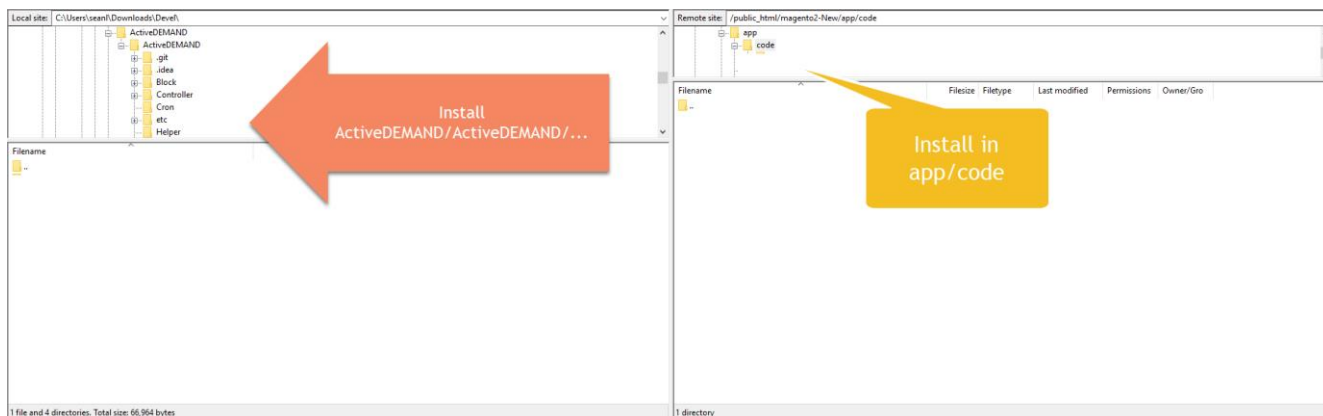 Local site: C:\Users\seanl\Downloads\Devel\
ActiveDEMAND
ActiveDEMAND
.git
.idea
Block
Controller
Cron
etc
Helper
Filename
..
1 file and 4 directories. Total size: 66,964 bytes
Install
ActiveDEMAND/ActiveDEMAND/...
Remote site: /public_html/magento2-New/app/code
app
code
Filename Filesize Filetype Last modified Permissions Owner/Gro
..
Install in
app/code
1 directory